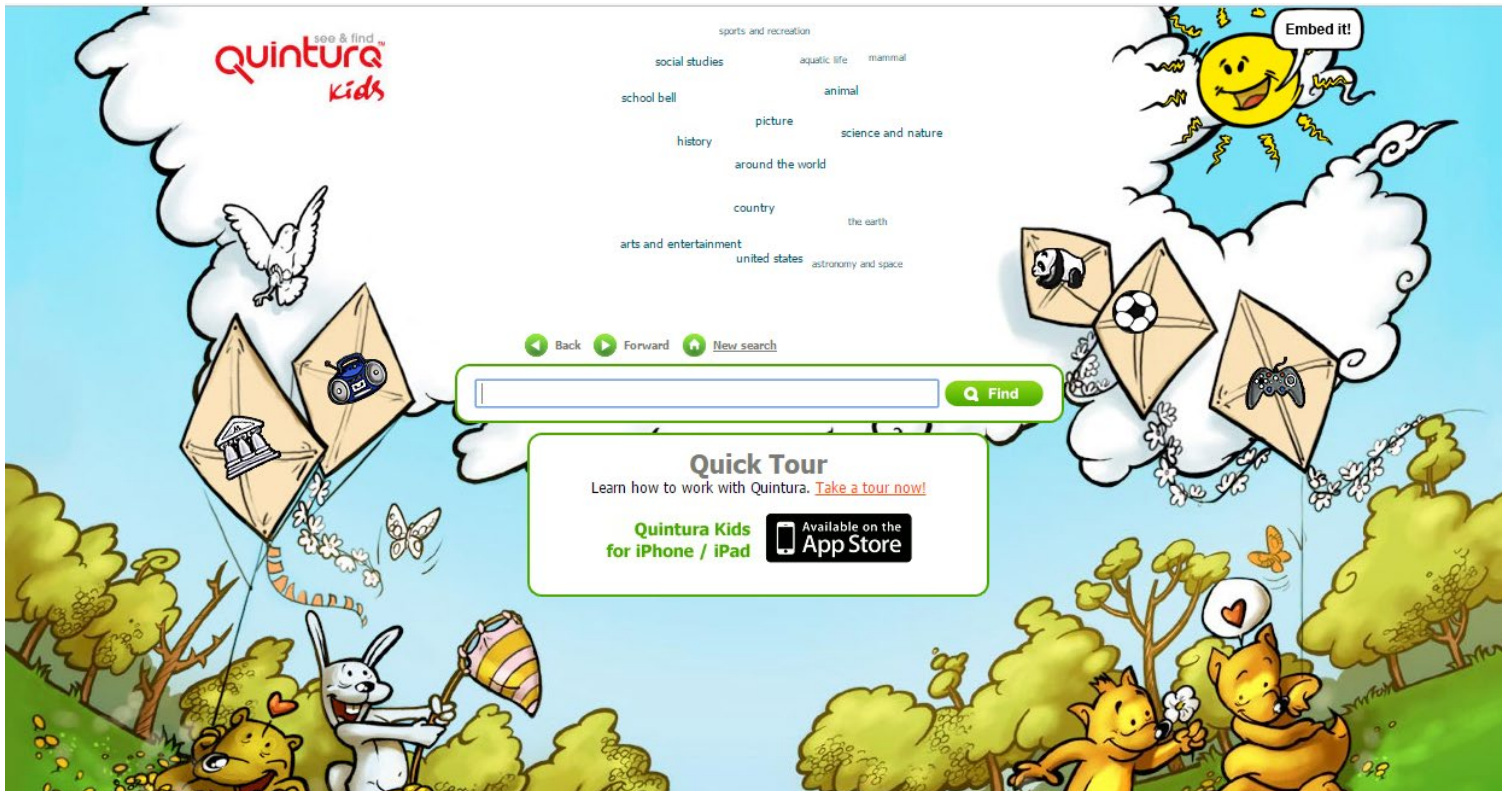 see & find
Quintura™
Kids
Embed it!
sports and recreation
social studies
aquatic life
mammal
school bell
animal
picture
science and nature
history
around the world
country
the earth
arts and entertainment
united states
astronomy and space
Back Forward New search
Find
Quick Tour
Learn how to work with Quintura. Take a tour now!
Quintura Kids
for iPhone / iPad
Available on the
App Store